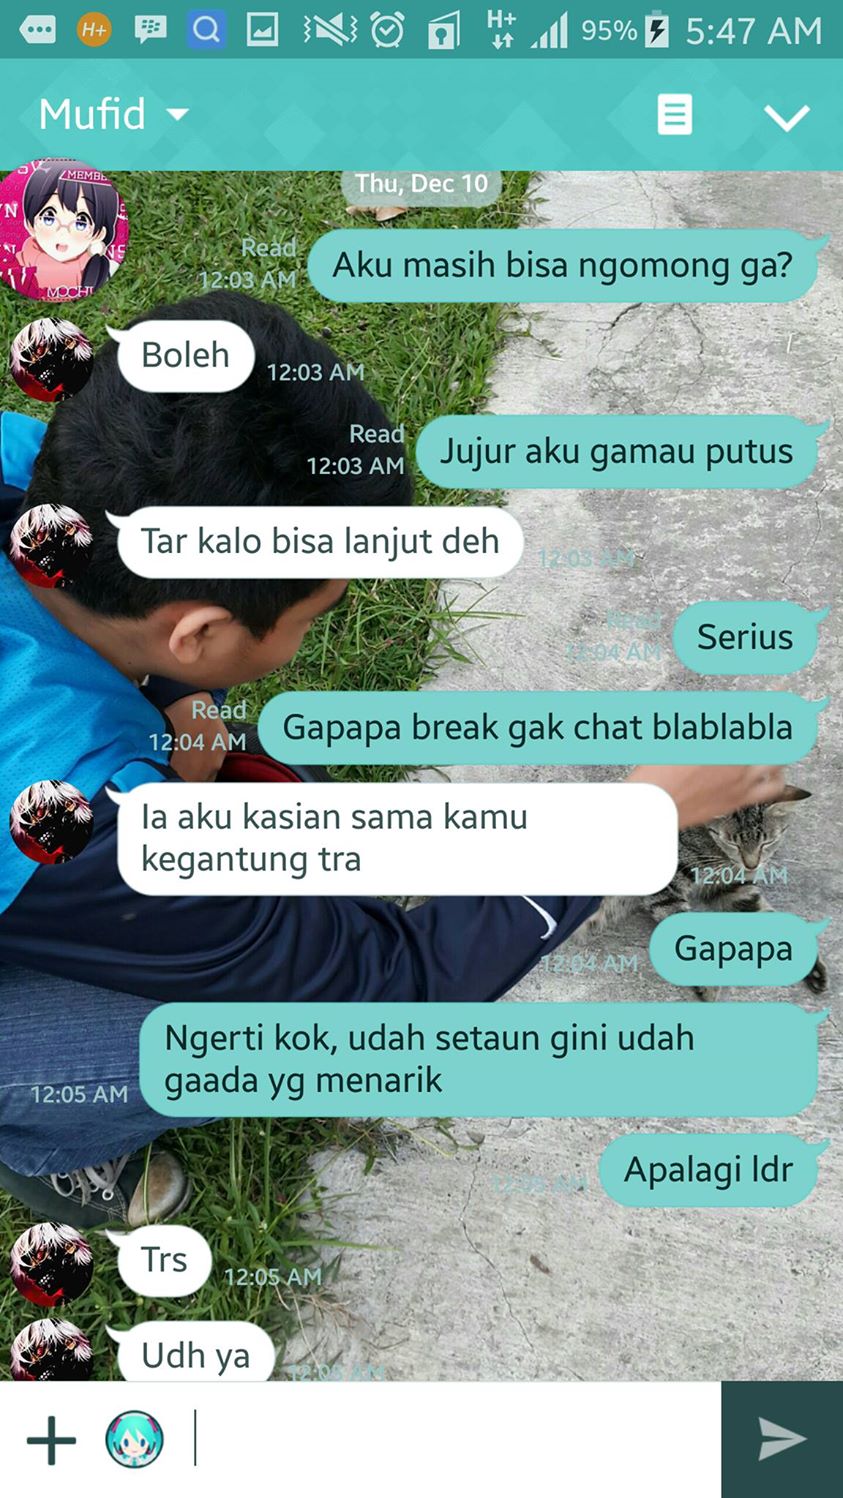 H+
H+
95%
5:47 AM
Mufid
MEMBE
MOCHI
Thu, Dec 10
Read
12:03 AM
Aku masih bisa ngomong ga?
Boleh
12:03 AM
Read
12:03 AM
Jujur aku gamau putus
Tar kalo bisa lanjut deh
12:03 AM
Read
12:04 AM
Serius
Read
12:04 AM
Gapapa break gak chat blablabla
Ia aku kasian sama kamu
kegantung tra
12:04 AM
12:04 AM
Gapapa
Ngerti kok, udah setaun gini udah
gaada yg menarik
12:05 AM
Apalagi ldr
12:05 AM
Trs
12:05 AM
Udh ya
12:05 AM